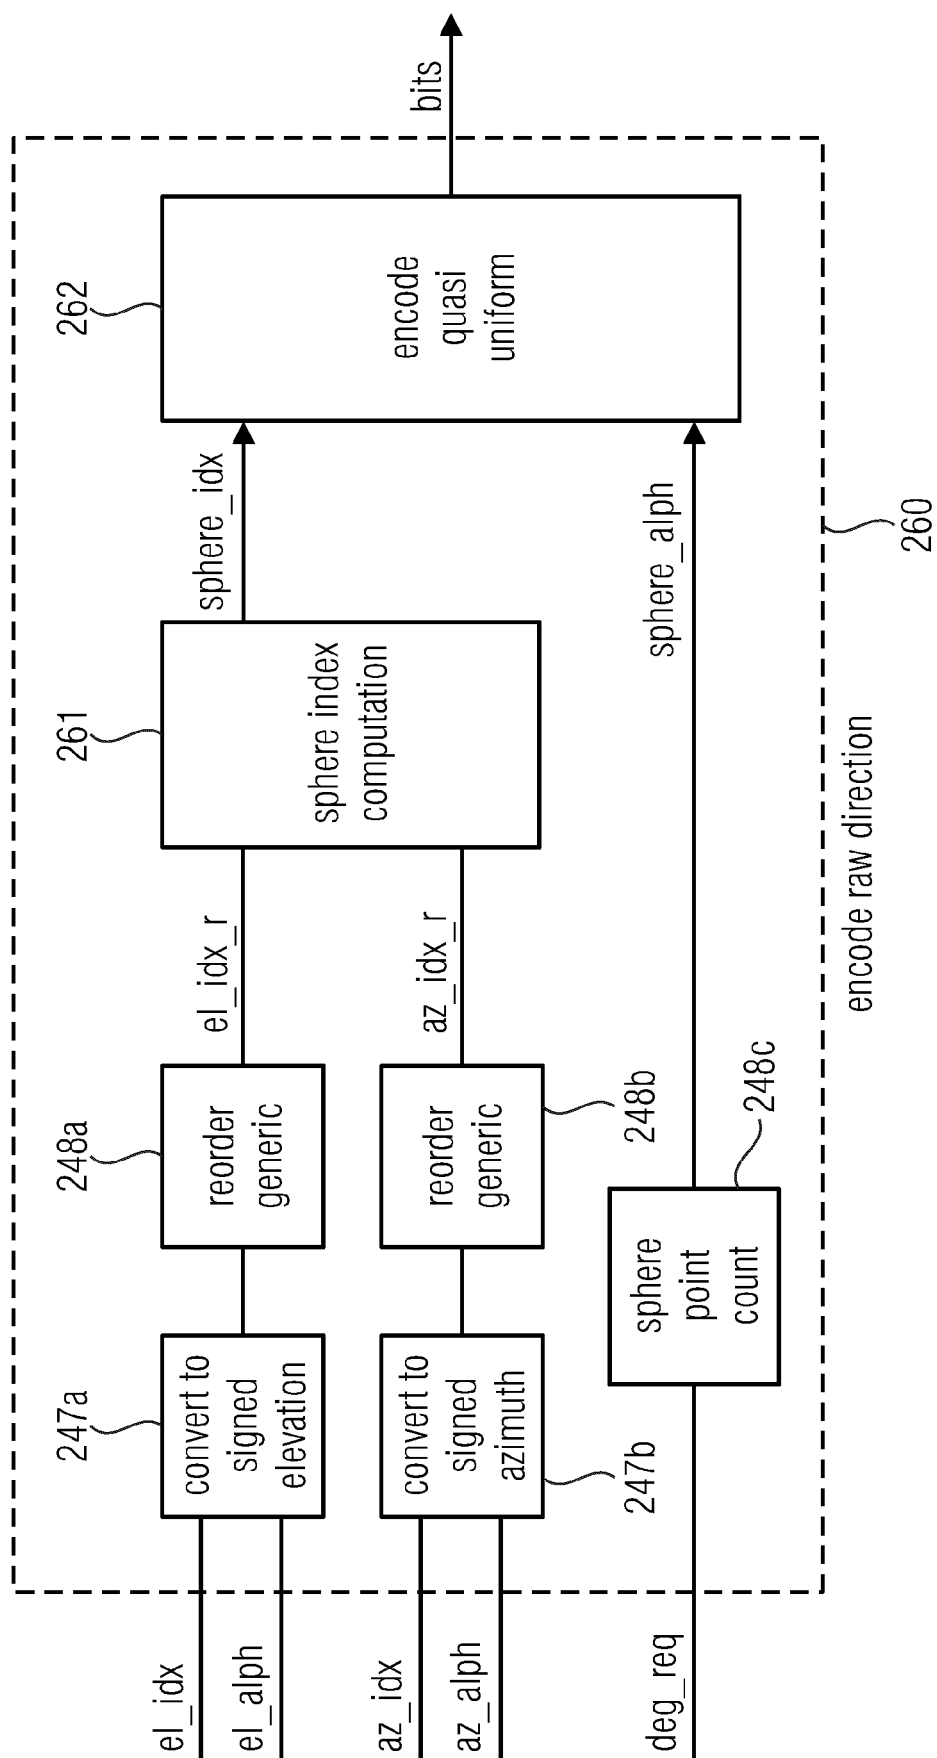 el_idx
el_alph
az_idx
az_alph
deg_req
247a
convert to
signed
elevation
convert to
signed
azimuth
247b
248a
reorder
generic
reorder
generic
248b
sphere
point
count
248c
el_idx_r
az_idx_r
261
sphere index
computation
sphere_idx
sphere_alph
262
encode
quasi
uniform
bits
260
encode raw direction